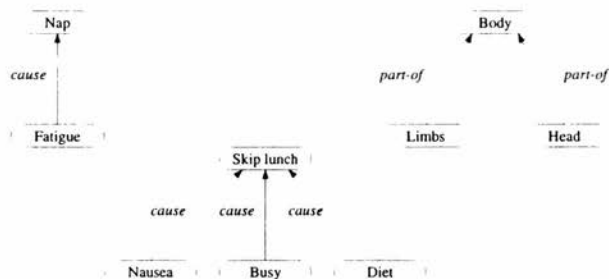 Nap
Body
cause
part-of
part-of
Fatigue
Limbs
Head
Skip lunch
cause
cause
cause
Nausea
Busy
Diet